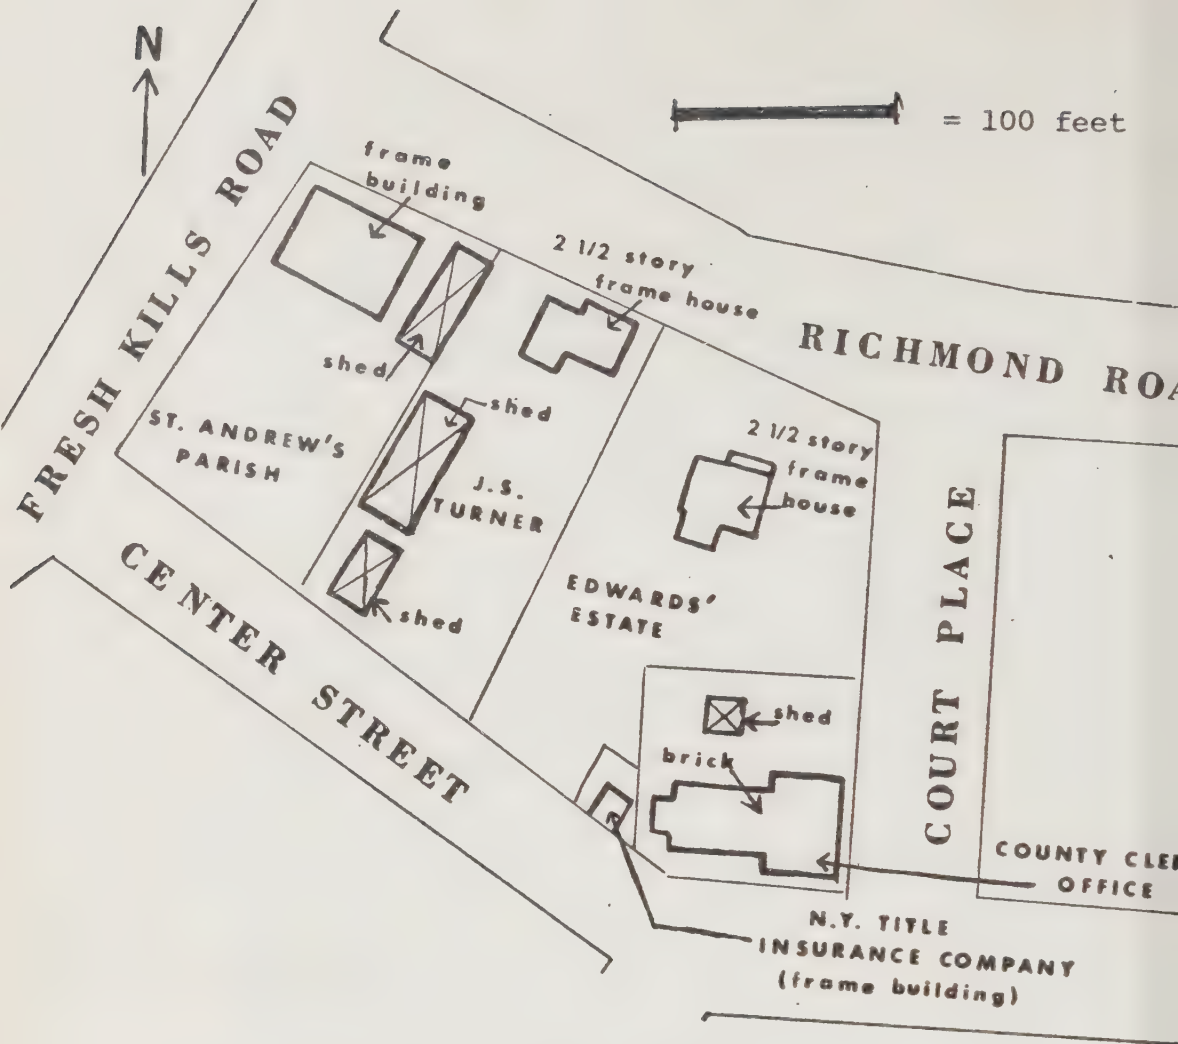 N
= 100 feet
frame
building
2 1/2 story
frame house
FRESH KILLS ROAD
RICHMOND
shed
shed
ST. ANDREW'S
PARISH
J.S.
TURNER
2 1/2 story
frame
house
EDWARDS'
ESTATE
COURT PLACE
CENTER STREET
shed
shed
brick
COUNTY
OFFICE
N.Y. TITLE
INSURANCE COMPANY
(frame building)